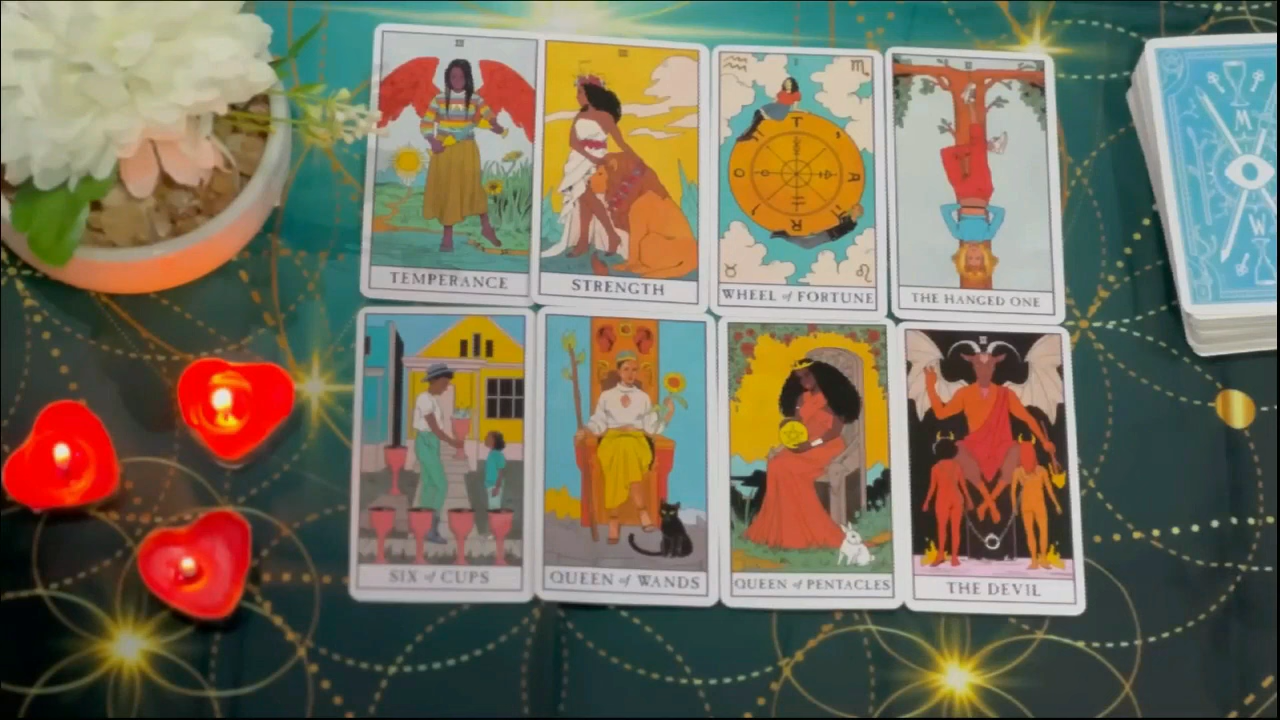 TEMPERANCE
STRENGTH
WHEEL of FORTUNE
THE HANGED ONE
SIX of CUPS
QUEEN of WANDS
QUEEN of PENTACLES
THE DEVIL
T
A
R
O
M
W